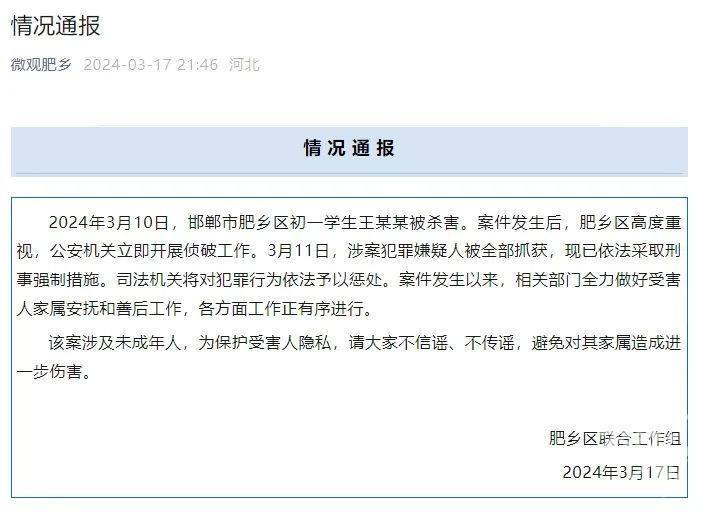 情况通报
微观肥乡 2024-03-17 21:46 河北
情况通报
2024年3月10日，邯郸市肥乡区初一学生王某某被杀害。案件发生后，肥乡区高度重
视，公安机关立即开展侦破工作。3月11日，涉案犯罪嫌疑人被全部抓获，现已依法采取刑
事强制措施。司法机关将对犯罪行为依法予以惩处。案件发生以来，相关部门全力做好受害
人家属安抚和善后工作，各方面工作正有序进行。
该案涉及未成年人，为保护受害人隐私，请大家不信谣、不传谣，避免对其家属造成进
一步伤害。
肥乡区联合工作组
2024年3月17日